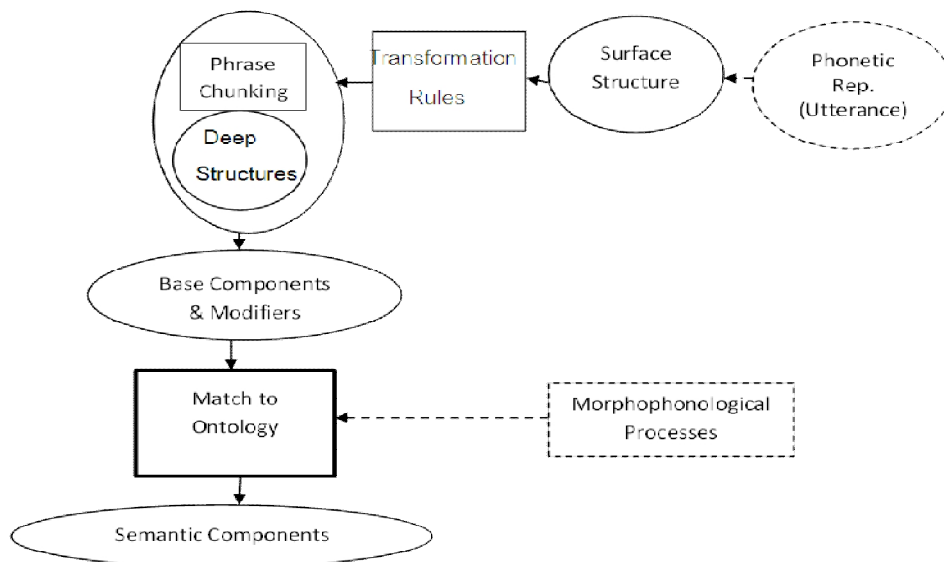 Phrase
Chunking
Deep
Structures
Transformation
Rules
Surface
Structure
Phonetic
Rep.
(Utterance)
Base Components
& Modifiers
Match to
Ontology
Morphophonological
Processes
Semantic Components